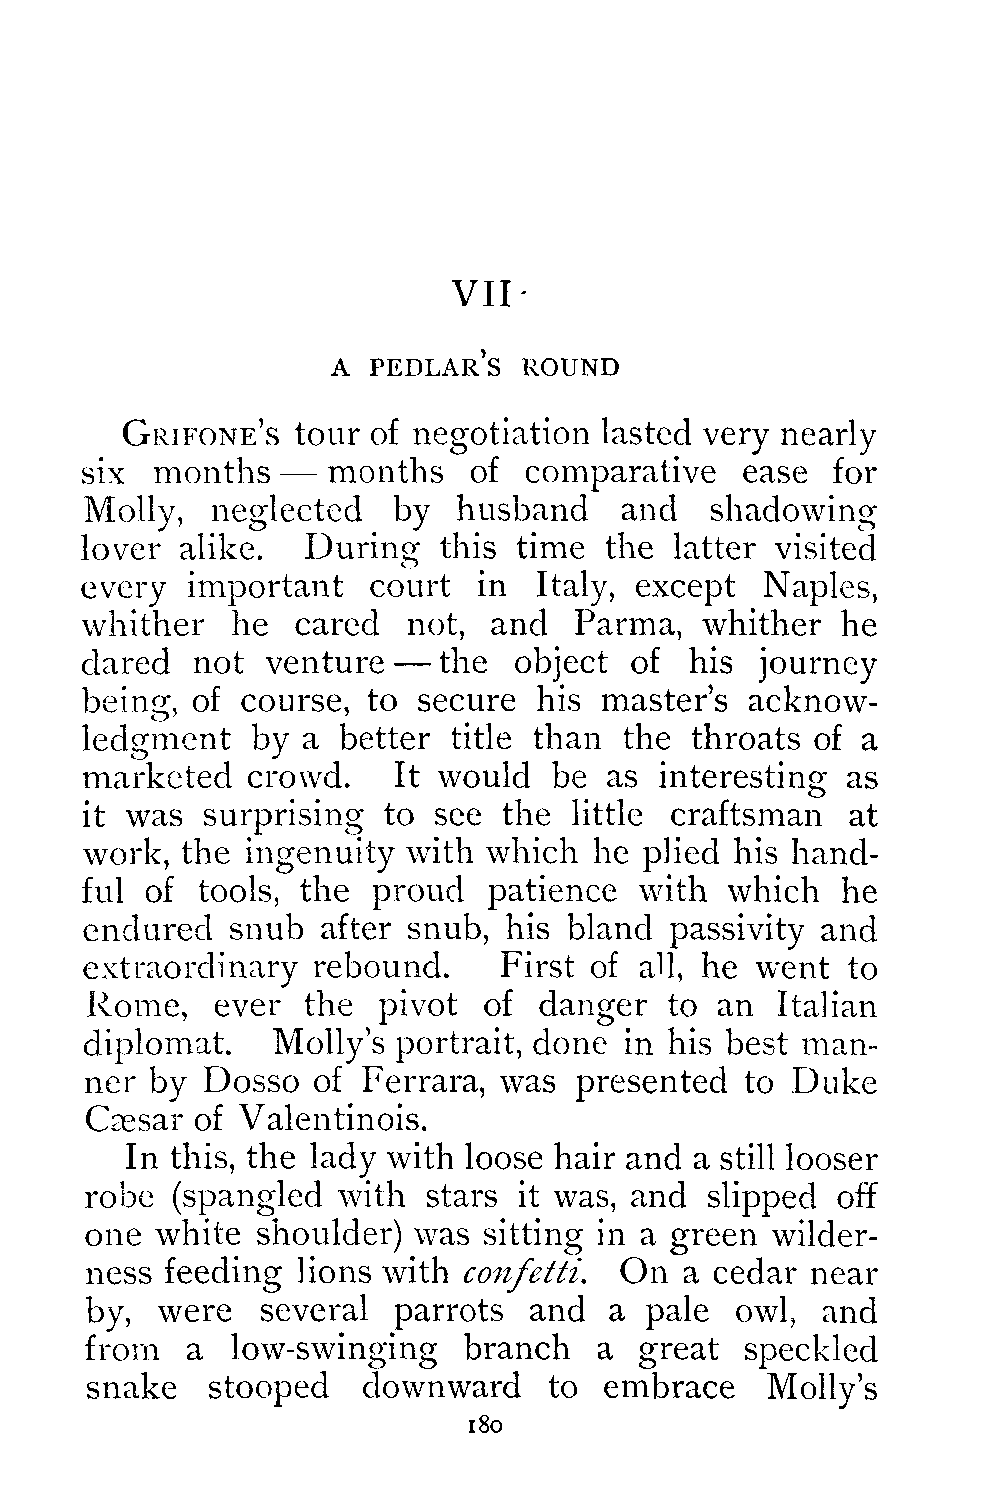 VII
A PEDLAR'S ROUND
GRIFONE'S tour of negotiation lasted very nearly
six months — months of comparative ease for
Molly, neglected by husband and shadowing
lover alike. During this time the latter visited
every important court in Italy, except Naples,
whither he cared not, and Parma, whither he
dared not venture — the object of his journey
being, of course, to secure his master's acknow-
ledgment by a better title than the throats of a
marketed crowd. It would be as interesting as
it was surprising to see the little craftsman at
work, the ingenuity with which he plied his hand-
ful of tools, the proud patience with which he
endured snub after snub, his bland passivity and
extraordinary rebound. First of all, he went to
Rome, ever the pivot of danger to an Italian
diplomat. Molly's portrait, done in his best man-
ner by Dosso of Ferrara, was presented to Duke
Cæsar of Valentinois.
In this, the lady with loose hair and a still looser
robe (spangled with stars it was, and slipped off
one white shoulder) was sitting in a green wilder-
ness feeding lions with confetti. On a cedar near
by, were several parrots and a pale owl, and
from a low-swinging branch a great speckled
snake stooped downward to embrace Molly's
180